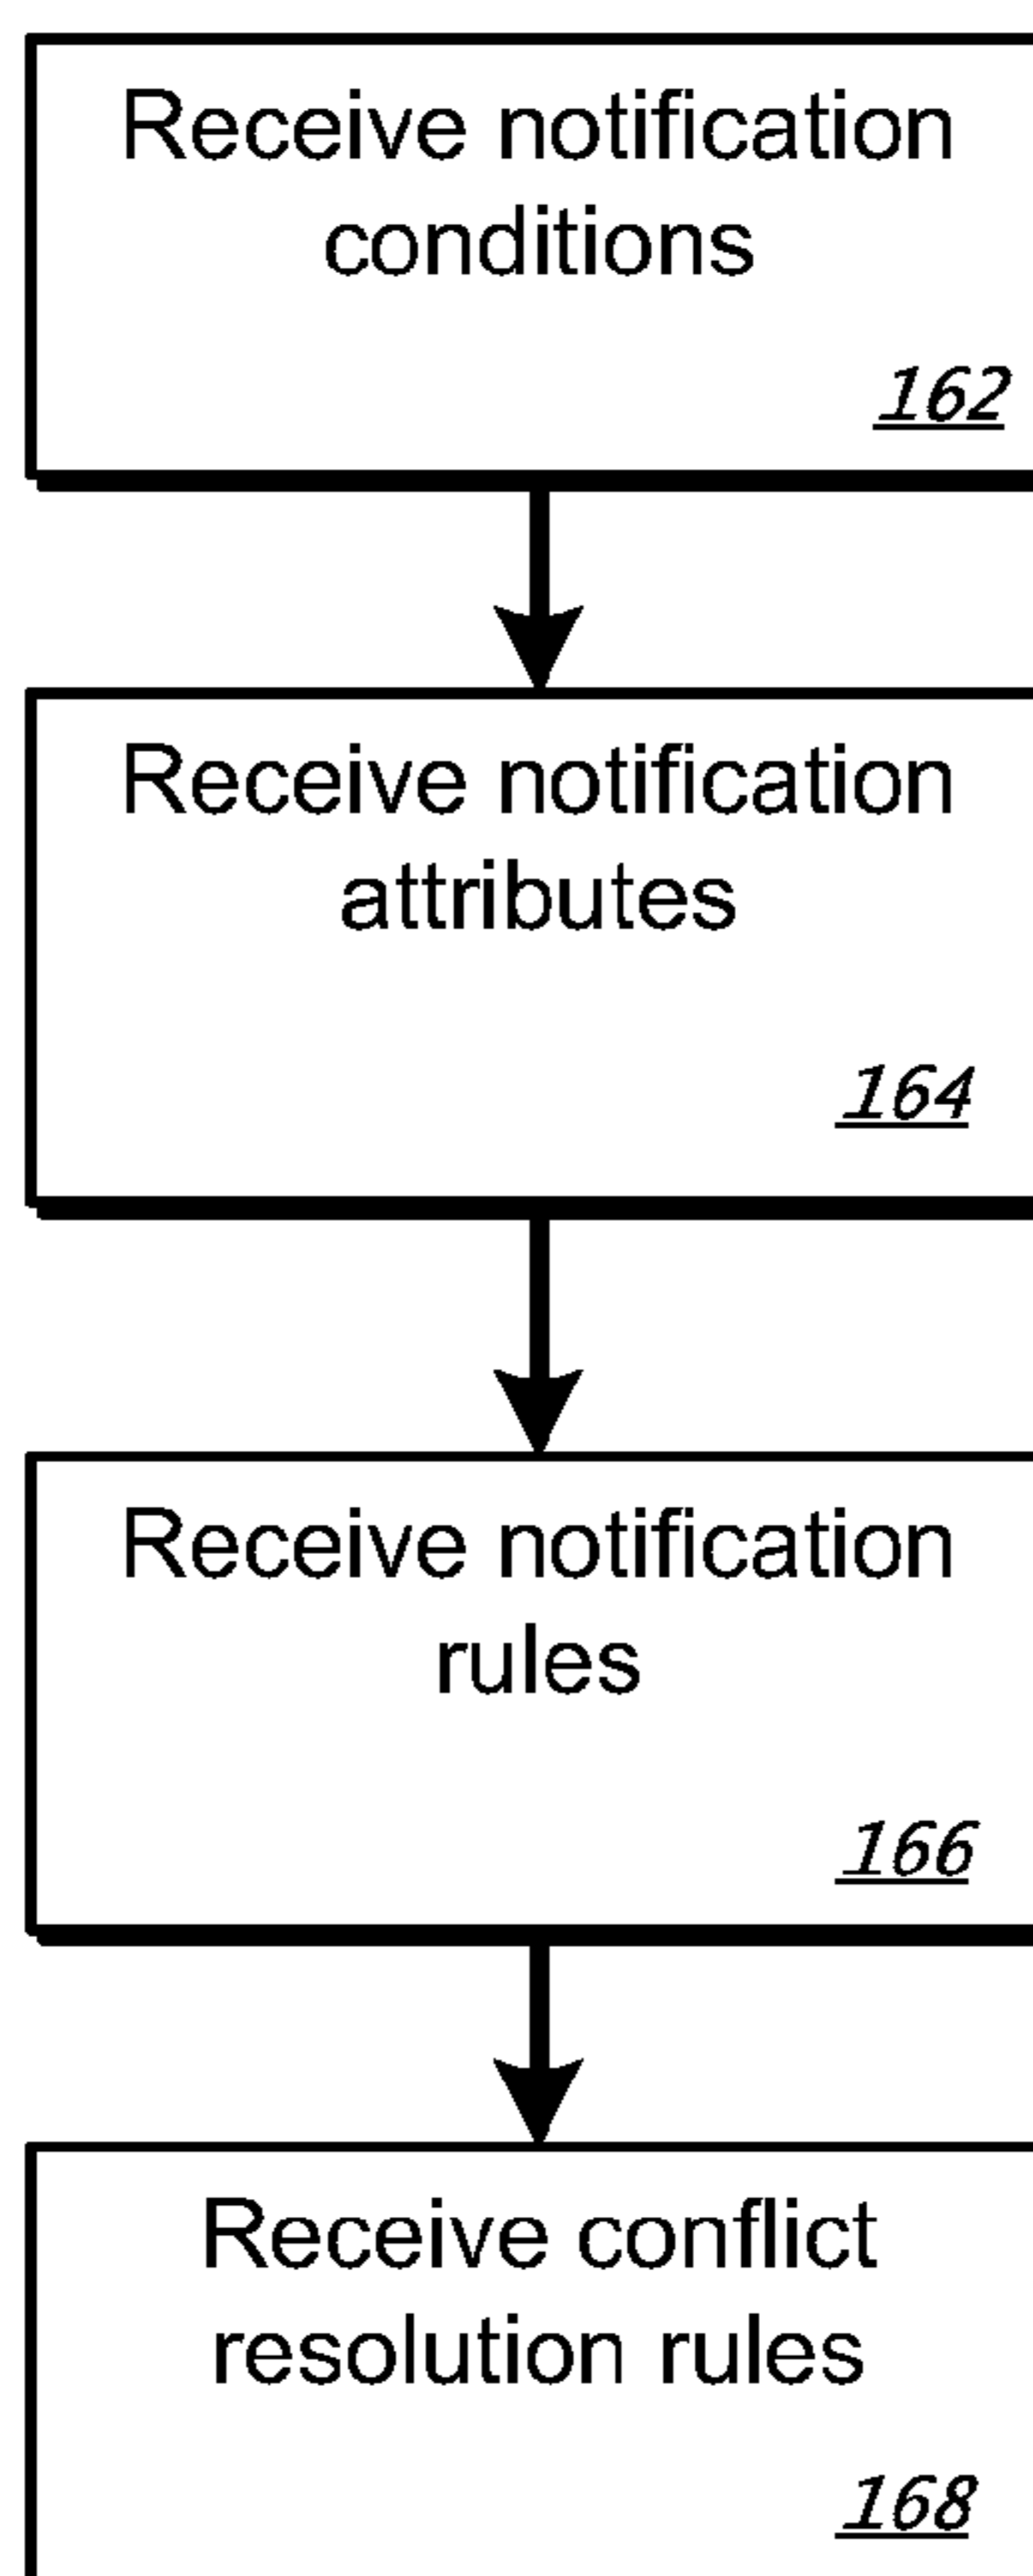 Receive notification
conditions
162
Receive notification
attributes
164
Receive notification
rules
166
Receive conflict
resolution rules
168